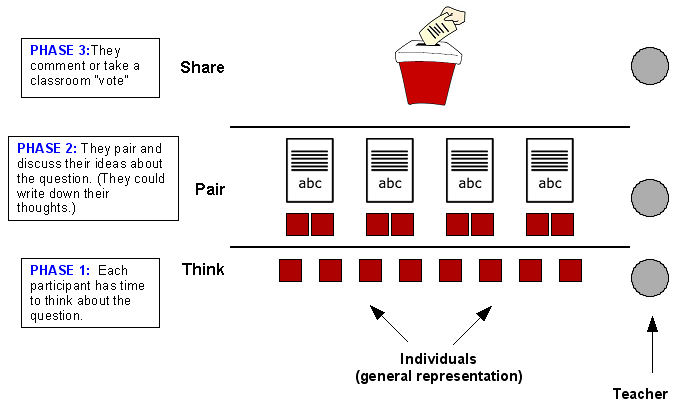 PHASE 3:They
comment or take a
classroom "vote"
Share
PHASE 2: They pair and
discuss their ideas about
the question. (They could
write down their
thoughts.)
Pair
abc abc abc abc
PHASE 1:  Each
participant has time
to think about the
question.
Think
Individuals
(general representation)
Teacher